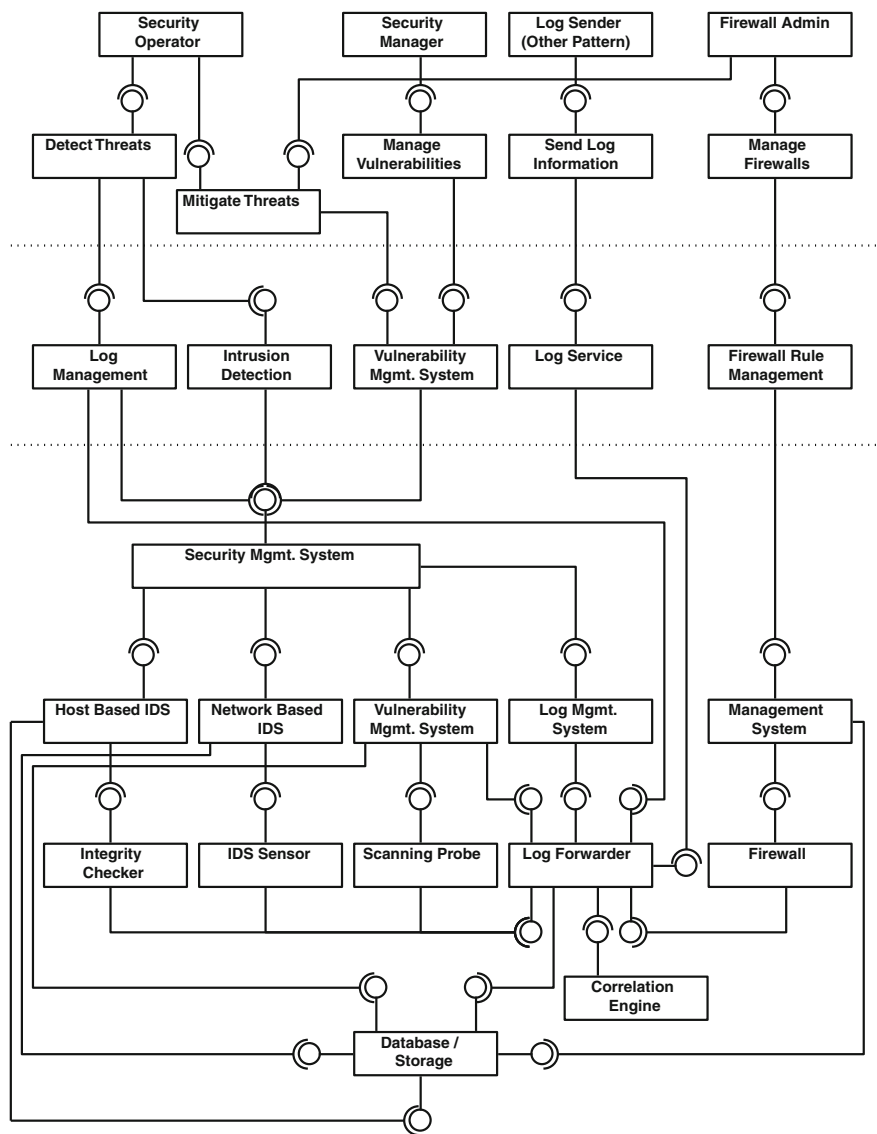 Security
Operator
Security
Manager
Log Sender
(Other Pattern)
Firewall Admin
Detect Threats
Manage
Vulnerabilities
Send Log
Information
Manage
Firewalls
Mitigate Threats
Log
Management
Intrusion
Detection
Vulnerability
Mgmt. System
Log Service
Firewall Rule
Management
Security Mgmt. System
Host Based IDS
Network Based
IDS
Vulnerability
Mgmt. System
Log Mgmt.
System
Management
System
Integrity
Checker
IDS Sensor
Scanning Probe
Log Forwarder
Firewall
Correlation
Engine
Database /
Storage